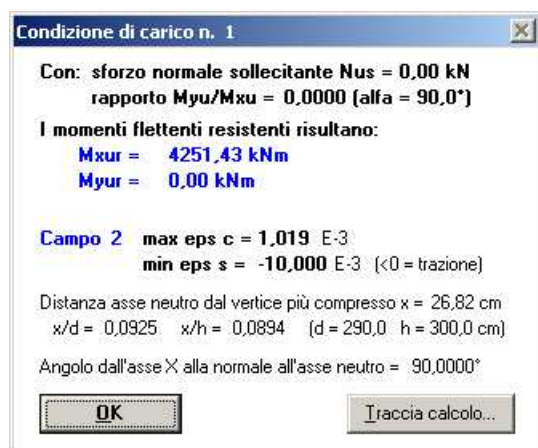 Condizione di carico n. 1
Con: sforzo normale sollecitante Nus = 0,00 kN
rapporto Myu/Mxu = 0,0000 (alfa = 90,0°)
I momenti flettenti resistenti risultano:
Mxur = 4251,43 kNm
Myur = 0,00 kNm
Campo 2 max eps c = 1,019 E-3
min eps s = -10,000 E-3 (<0 = trazione)
Distanza asse neutro dal vertice più compresso x = 26,82 cm
x/d = 0,0925 x/h = 0,0894 (d = 290,0 h = 300,0 cm)
Angolo dall'asse X alla normale all'asse neutro = 90,0000°
OK Traccia calcolo...